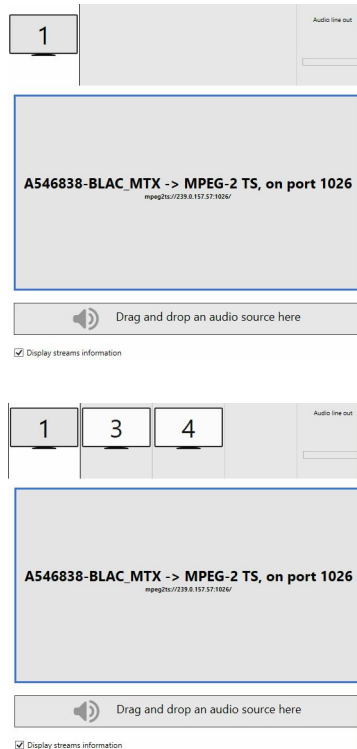 1
Audio line out
A546838-BLAC_MTX -> MPEG-2 TS, on port 1026
mpeg2ts://239.0.157.57:1026/
Drag and drop an audio source here
Display streams information
1 3 4
Audio line out
A546838-BLAC_MTX -> MPEG-2 TS, on port 1026
mpeg2ts://239.0.157.57:1026/
Drag and drop an audio source here
Display streams information